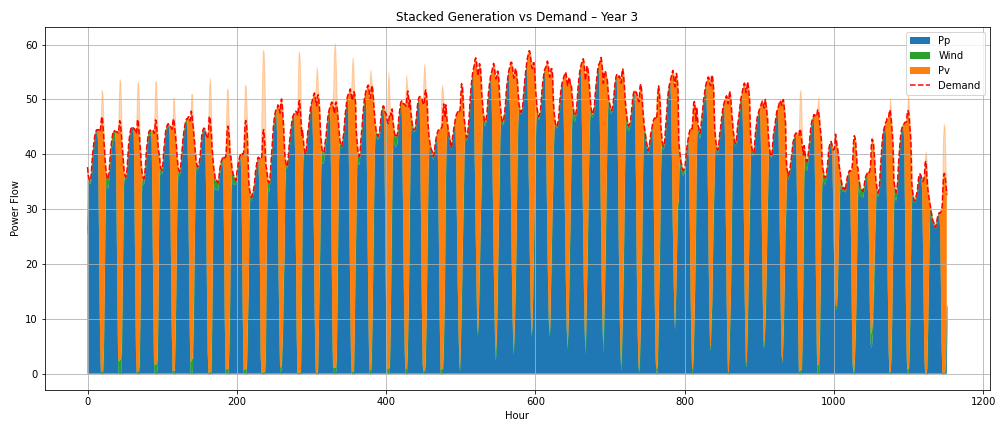 Stacked Generation vs Demand – Year 3
Pp
Wind
Pv
Demand
60
50
40
30
20
10
0
Power Flow
0 200 400 600 800 1000 1200
Hour